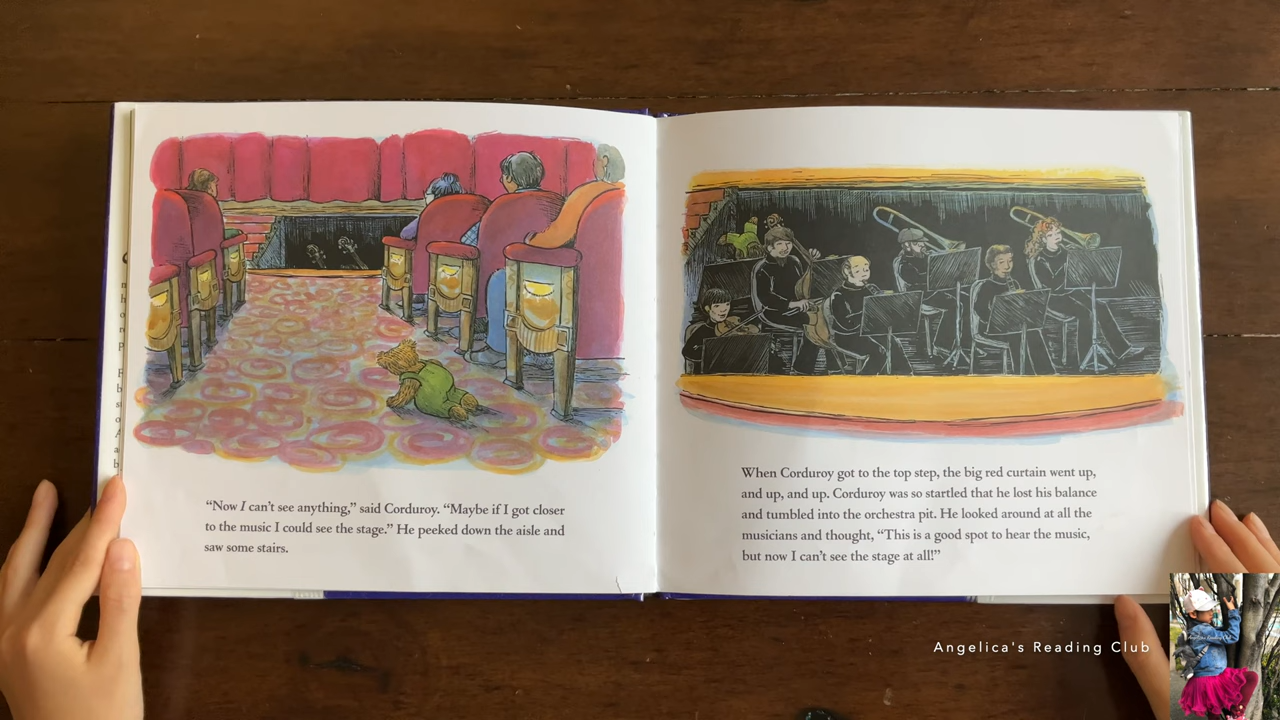 “Now I can’t see anything,” said Corduroy. “Maybe if I got closer
to the music I could see the stage.” He peeked down the aisle and
saw some stairs.
When Corduroy got to the top step, the big red curtain went up,
and up, and up. Corduroy was so startled that he lost his balance
and tumbled into the orchestra pit. He looked around at all the
musicians and thought, “This is a good spot to hear the music,
but now I can’t see the stage at all!”
Angelica's Reading Club